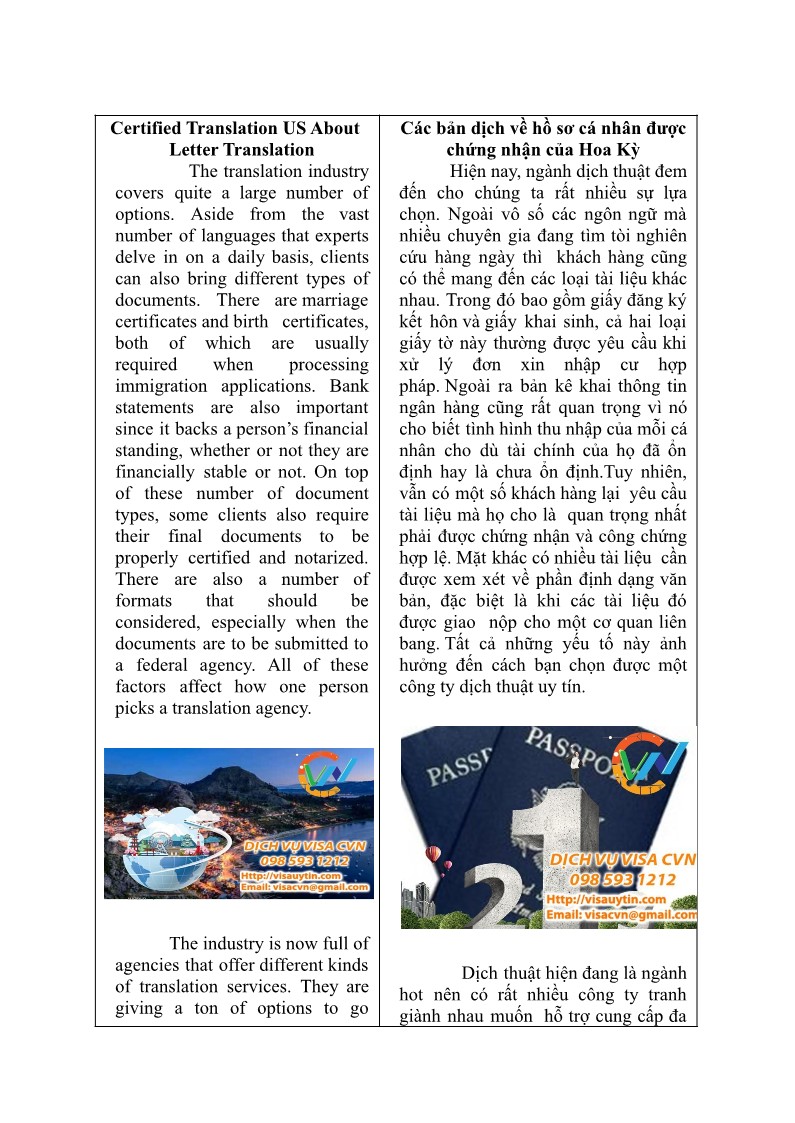 Certified Translation US About
Letter Translation
The translation industry
covers quite a large number of
options. Aside from the vast
number of languages that experts
delve in on a daily basis, clients
can also bring different types of
documents. There are marriage
certificates and birth certificates,
both of which are usually
required when processing
immigration applications. Bank
statements are also important
since it backs a person’s financial
standing, whether or not they are
financially stable or not. On top
of these number of document
types, some clients also require
their final documents to be
properly certified and notarized.
There are also a number of
formats that should be
considered, especially when the
documents are to be submitted to
a federal agency. All of these
factors affect how one person
picks a translation agency.
CVN
DỊCH VỤ VISA CVN
098 593 1212
Http://visauytin.com
Email: visacvn@gmail.com
The industry is now full of
agencies that offer different kinds
of translation services. They are
giving a ton of options to go
Các bản dịch về hồ sơ cá nhân được
chứng nhận của Hoa Kỳ
Hiện nay, ngành dịch thuật đem
đến cho chúng ta rất nhiều sự lựa
chọn. Ngoài vô số các ngôn ngữ mà
nhiều chuyên gia đang tìm tòi nghiên
cứu hàng ngày thì khách hàng cũng
có thể mang đến các loại tài liệu khác
nhau. Trong đó bao gồm giấy đăng ký
kết hôn và giấy khai sinh, cả hai loại
giấy tờ này thường được yêu cầu khi
xử lý đơn xin nhập cư hợp
pháp. Ngoài ra bản kê khai thông tin
ngân hàng cũng rất quan trọng vì nó
cho biết tình hình thu nhập của mỗi cá
nhân cho dù tài chính của họ đã ổn
định hay là chưa ổn định.Tuy nhiên,
vẫn có một số khách hàng lại yêu cầu
tài liệu mà họ cho là quan trọng nhất
phải được chứng nhận và công chứng
hợp lệ. Mặt khác có nhiều tài liệu cần
được xem xét về phần định dạng văn
bản, đặc biệt là khi các tài liệu đó
được giao nộp cho một cơ quan liên
bang. Tất cả những yếu tố này ảnh
hưởng đến cách bạn chọn được một
công ty dịch thuật uy tín.
PASSPORT
PASSPO
CVN
21
DỊCH VỤ VISA CVN
098 593 1212
Http://visauytin.com
Email: visacvn@gmail.com
Dịch thuật hiện đang là ngành
hot nên có rất nhiều công ty tranh
giành nhau muốn hỗ trợ cung cấp đa